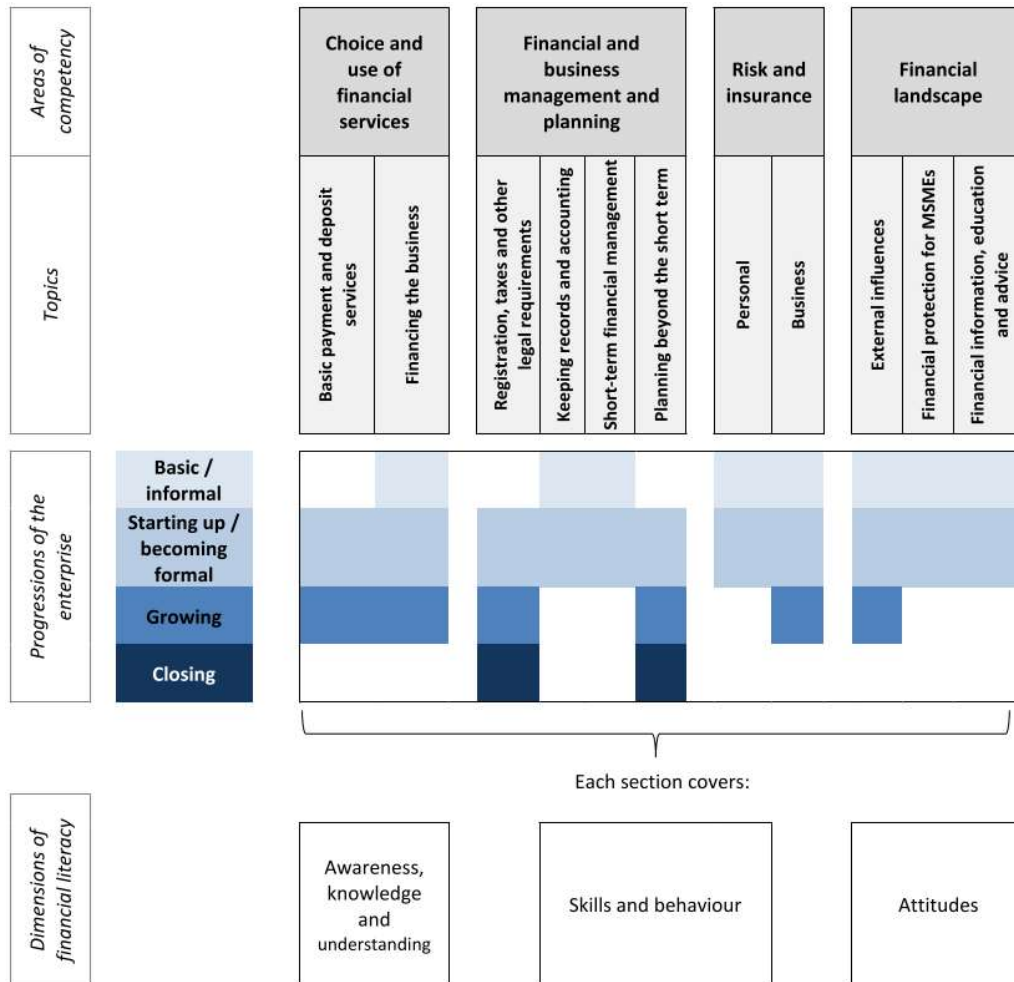 Areas of
competency
Choice and
use of
financial
services
Financial and
business
management and
planning
Risk and
insurance
Financial
landscape
Topics
Basic payment and deposit
services
Financing the business
Registration, taxes and other
legal requirements
Keeping records and accounting
Short-term financial management
Planning beyond the short term
Personal
Business
External influences
Financial protection for MSMEs
Financial information, education
and advice
Progressions of the
enterprise
Basic /
informal
Starting up /
becoming
formal
Growing
Closing
Each section covers:
Dimensions of
financial literacy
Awareness,
knowledge
and
understanding
Skills and behaviour
Attitudes